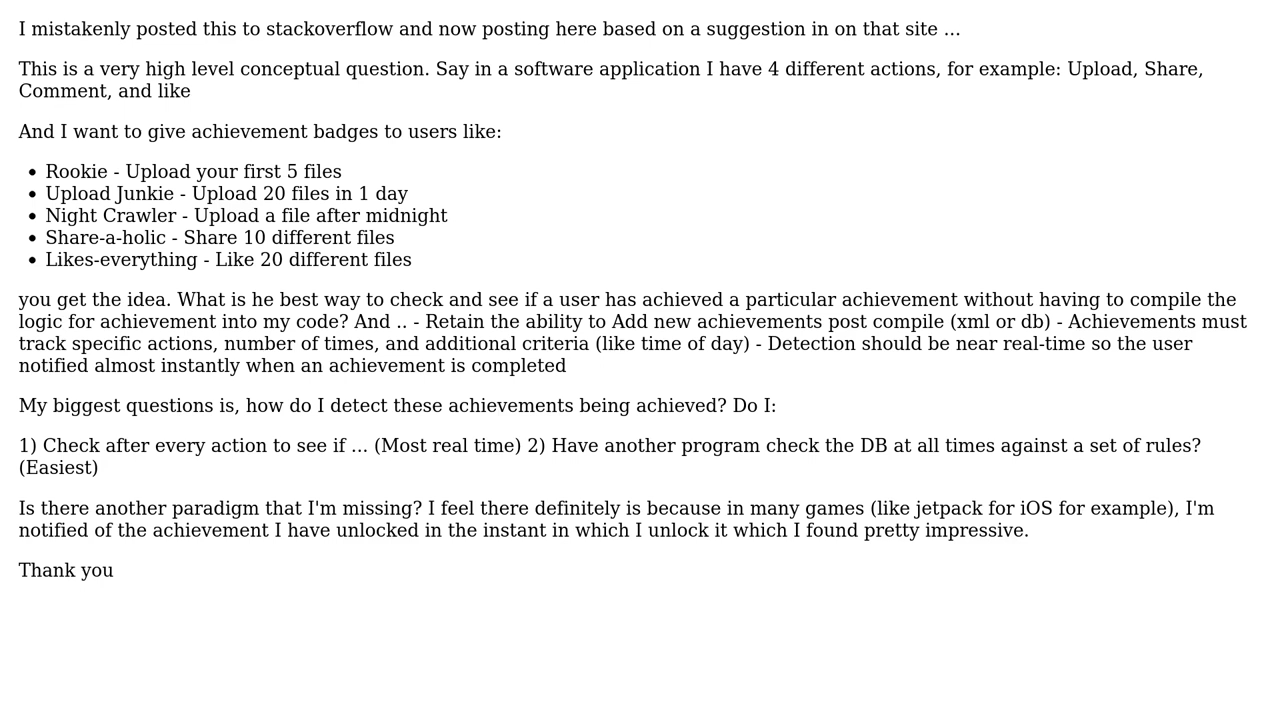 I mistakenly posted this to stackoverflow and now posting here based on a suggestion in on that site ...
This is a very high level conceptual question. Say in a software application I have 4 different actions, for example: Upload, Share,
Comment, and like
And I want to give achievement badges to users like:
• Rookie - Upload your first 5 files
• Upload Junkie - Upload 20 files in 1 day
• Night Crawler - Upload a file after midnight
• Share-a-holic - Share 10 different files
• Likes-everything - Like 20 different files
you get the idea. What is he best way to check and see if a user has achieved a particular achievement without having to compile the
logic for achievement into my code? And .. - Retain the ability to Add new achievements post compile (xml or db) - Achievements must
track specific actions, number of times, and additional criteria (like time of day) - Detection should be near real-time so the user
notified almost instantly when an achievement is completed
My biggest questions is, how do I detect these achievements being achieved? Do I:
1) Check after every action to see if ... (Most real time) 2) Have another program check the DB at all times against a set of rules?
(Easiest)
Is there another paradigm that I'm missing? I feel there definitely is because in many games (like jetpack for iOS for example), I'm
notified of the achievement I have unlocked in the instant in which I unlock it which I found pretty impressive.
Thank you